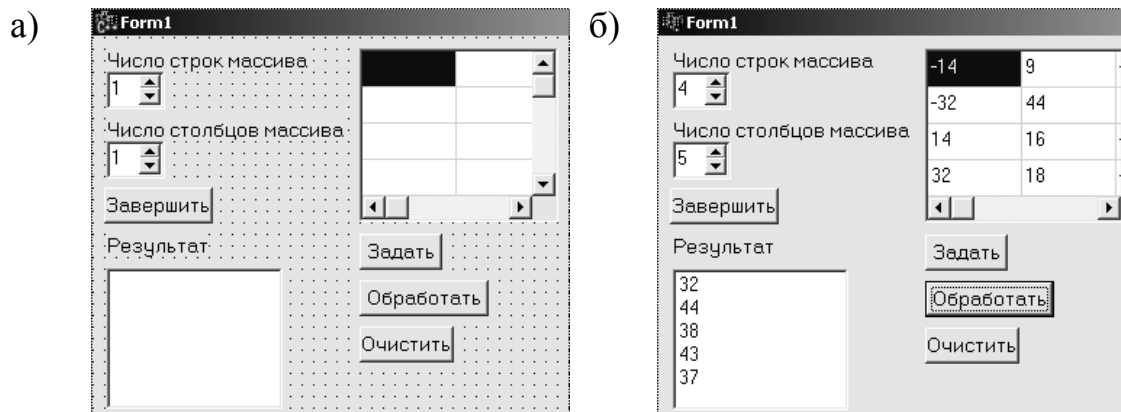 а)
Form1
Число строк массива
1
Число столбцов массива
1
Завершить
Результат
Задать
Обработать
Очистить
б)
Form1
Число строк массива
4
Число столбцов массива
5
Завершить
-14 9 -
-32 44
14 16 -
32 18 -
Результат
32
44
38
43
37
Задать
Обработать
Очистить